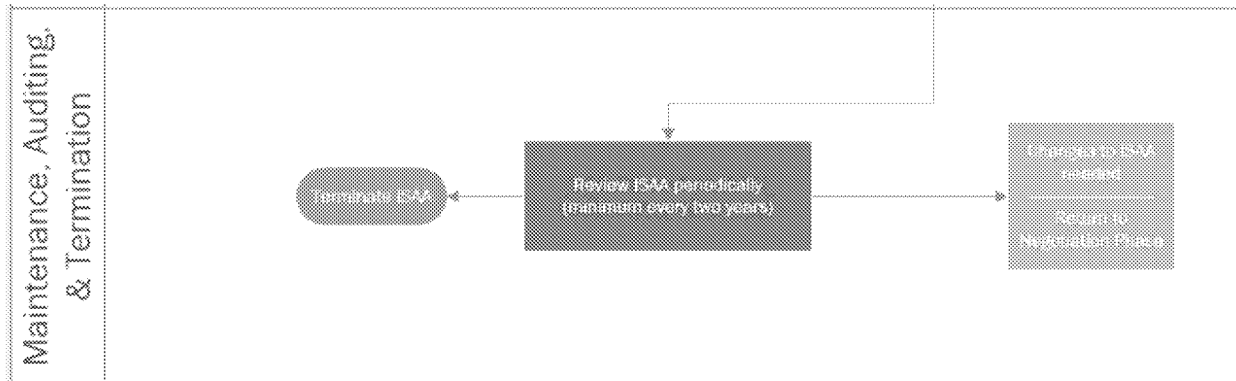 Maintenance, Auditing,
& Termination
Terminate ISAA
Review ISAA periodically
(minimum every two years)
Changes to ISAA
needed
Return to
Negotiation Phase